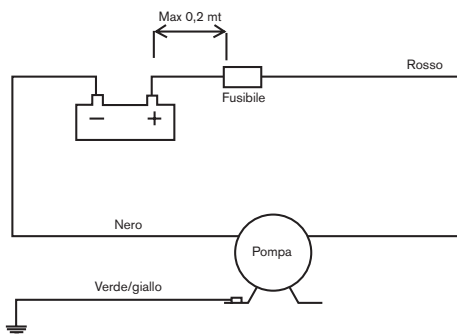 Max 0,2 mt
Rosso
Fusibile
− +
Nero
Pompa
Verde/giallo